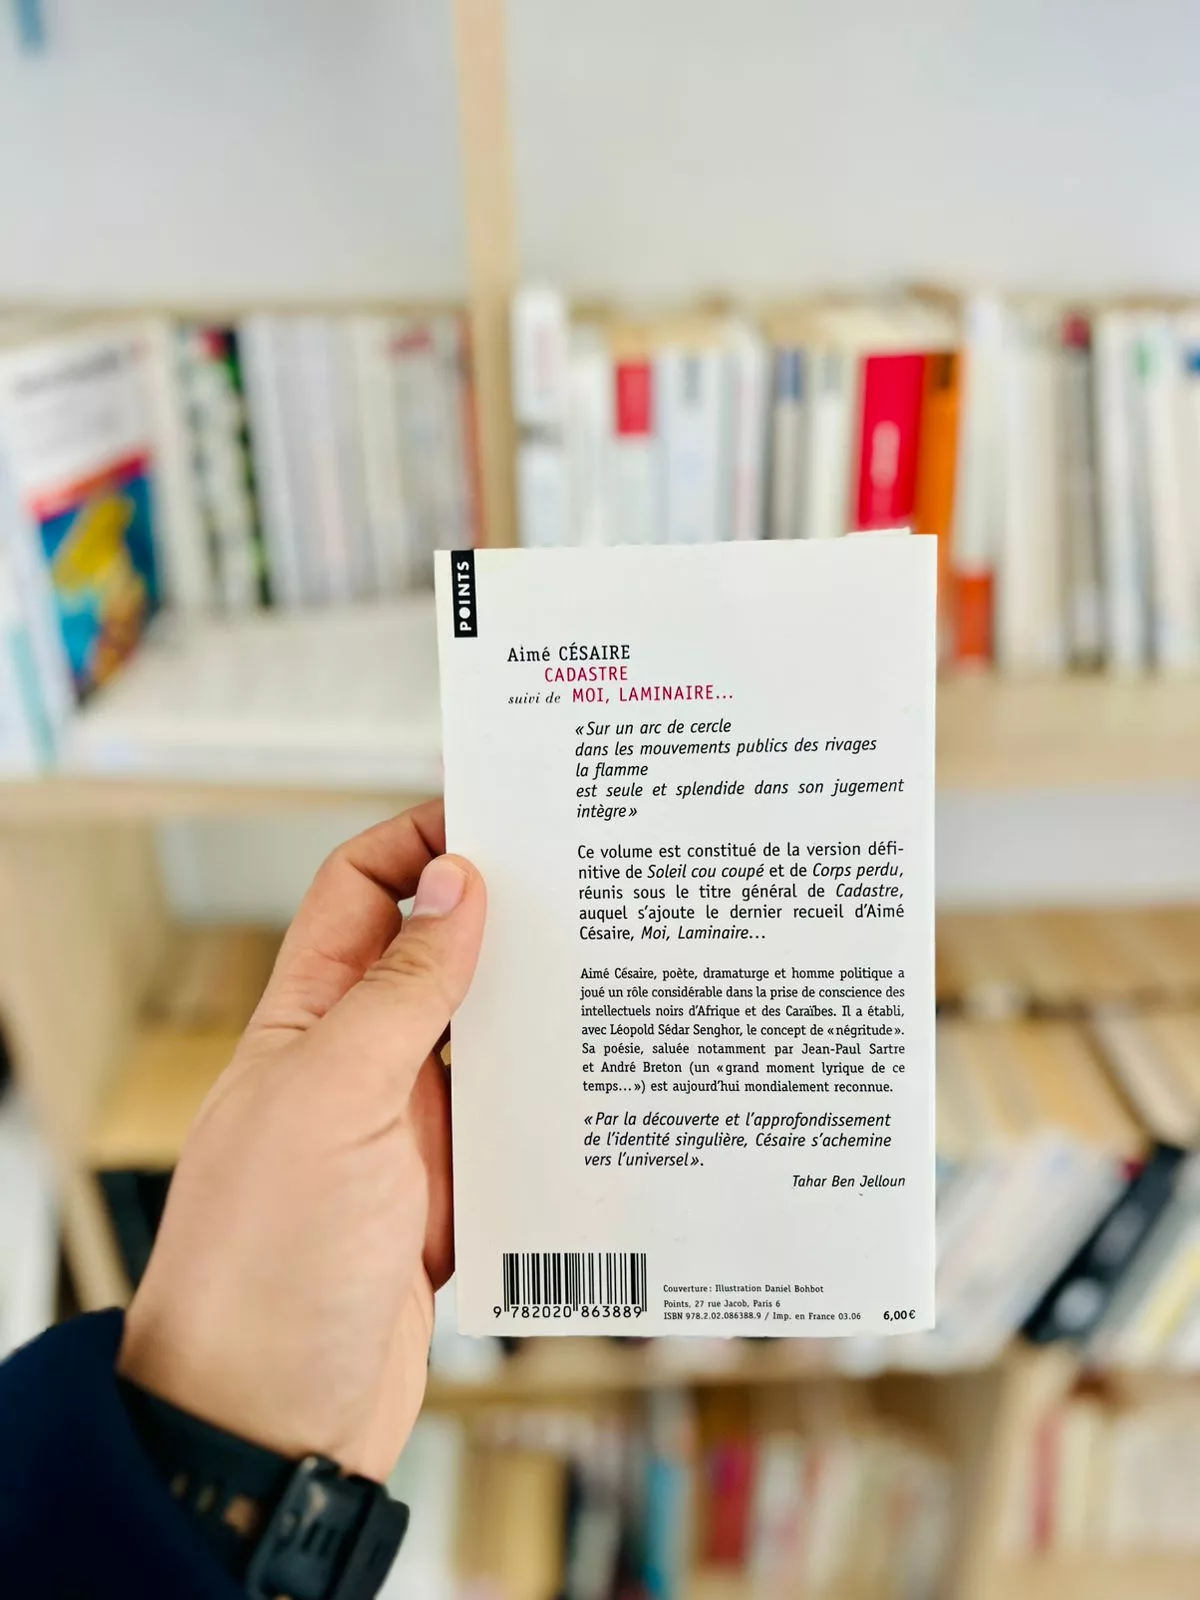 POINTS
Aimé CÉSAIRE
CADASTRE
suivi de MOI, LAMINAIRE...
«Sur un arc de cercle
dans les mouvements publics des rivages
la flamme
est seule et splendide dans son jugement
intègre»
Ce volume est constitué de la version défi-
nitive de Soleil cou coupé et de Corps perdu,
réunis sous le titre général de Cadastre,
auquel s'ajoute le dernier recueil d'Aimé
Césaire, Moi, Laminaire...
Aimé Césaire, poète, dramaturge et homme politique a
joué un rôle considérable dans la prise de conscience des
intellectuels noirs d'Afrique et des Caraïbes. Il a établi,
avec Léopold Sédar Senghor, le concept de «négritude».
Sa poésie, saluée notamment par Jean-Paul Sartre
et André Breton (un «grand moment lyrique de ce
temps...») est aujourd'hui mondialement reconnue.
«Par la découverte et l'approfondissement
de l'identité singulière, Césaire s'achemine
vers l'universel».
Tahar Ben Jelloun
9 782020 863889
Couverture: Illustration Daniel Bohbot
Points, 27 rue Jacob, Paris 6
ISBN 978.2.02.086388.9 / Imp. en France 03.06
6,00€